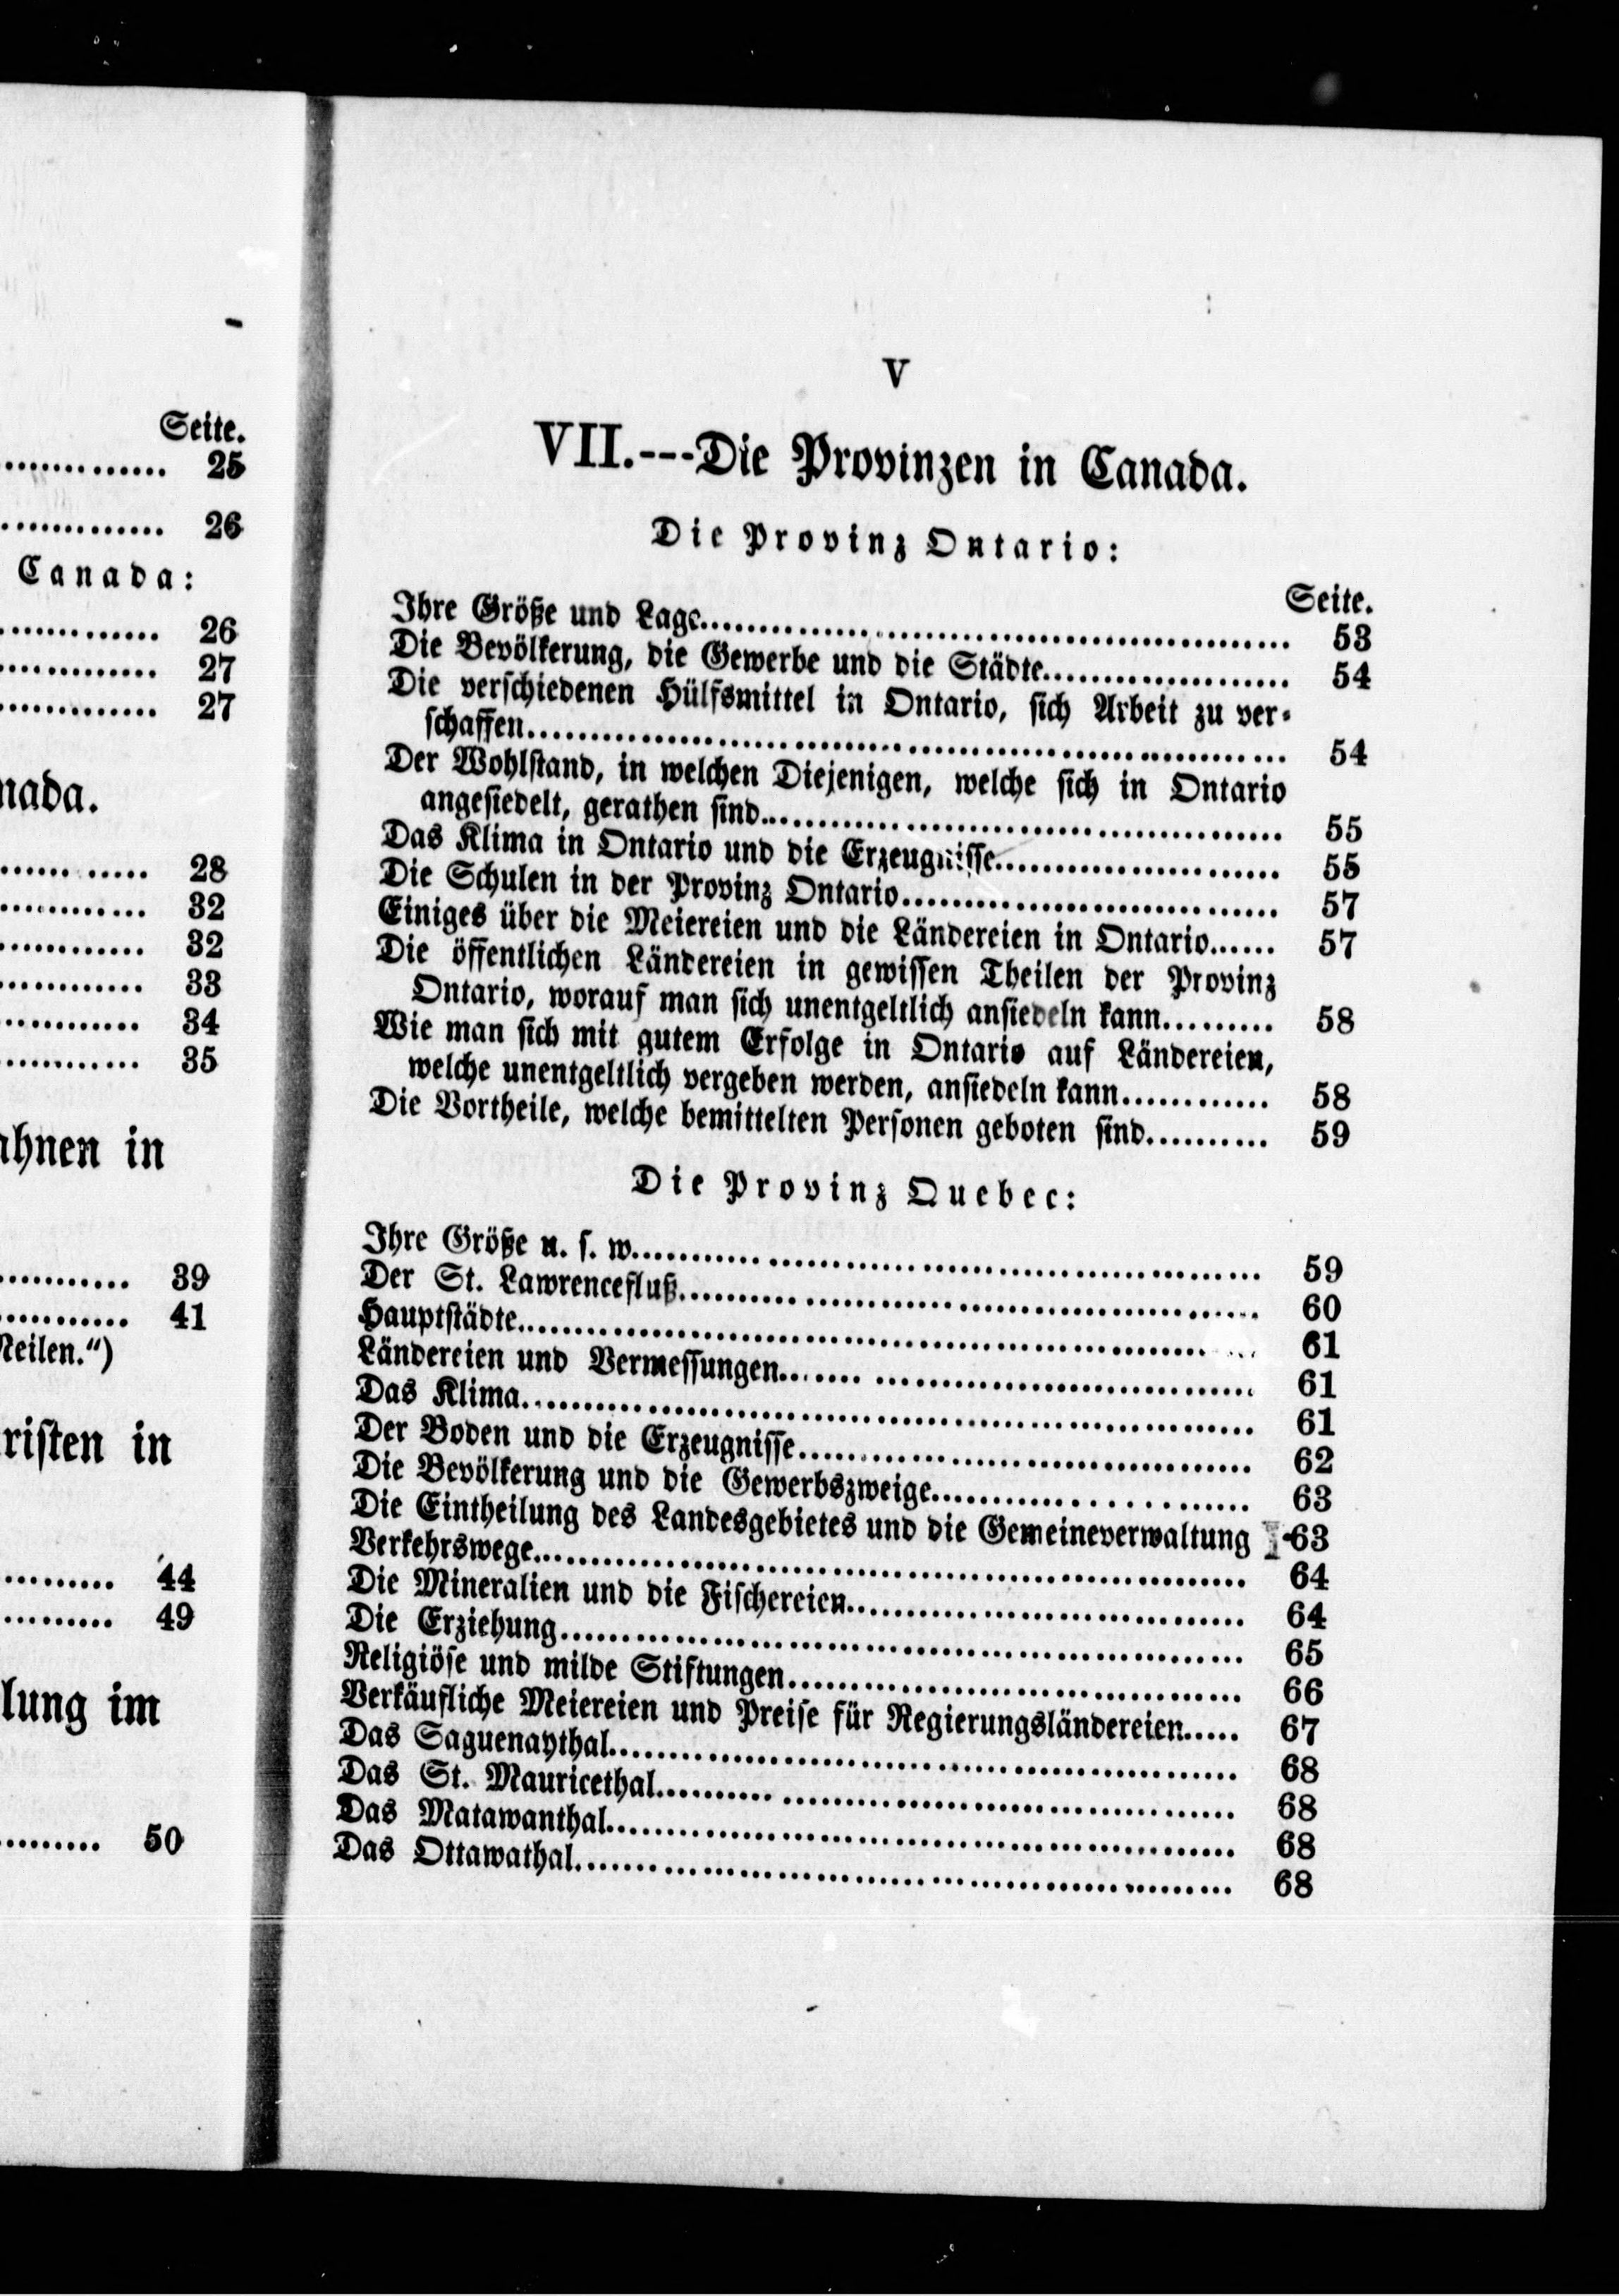 Seite.
25
26
Canada:
26
27
27
nada.
28
32
32
33
34
35
ahnen in
39
41
Meilen.“)
risten in
44
49
lung im
50
V
VII.---Die Provinzen in Canada.
Die Provinz Ontario:
Seite.
Ihre Größe und Lage........ 53
Die Bevölkerung, die Gewerbe und die Städte........ 54
Die verschiedenen Hülfsmittel in Ontario, sich Arbeit zu ver-
schaffen........ 54
Der Wohlstand, in welchen Diejenigen, welche sich in Ontario
angesiedelt, gerathen sind........ 55
Das Klima in Ontario und die Erzeugnisse........ 55
Die Schulen in der Provinz Ontario........ 57
Einiges über die Meiereien und die Ländereien in Ontario...... 57
Die öffentlichen Ländereien in gewissen Theilen der Provinz
Ontario, worauf man sich unentgeltlich ansiedeln kann......... 58
Wie man sich mit gutem Erfolge in Ontario auf Ländereien,
welche unentgeltlich vergeben werden, ansiedeln kann............ 58
Die Vortheile, welche bemittelten Personen geboten sind.......... 59
Die Provinz Quebec:
Ihre Größe u. s. w........ 59
Der St. Lawrencefluß........ 60
Hauptstädte........ 61
Ländereien und Vermessungen........ 61
Das Klima........ 61
Der Boden und die Erzeugnisse........ 62
Die Bevölkerung und die Gewerbszweige........ 63
Die Eintheilung des Landesgebietes und die Gemeineverwaltung 63
Verkehrswege........ 64
Die Mineralien und die Fischereien........ 64
Die Erziehung........ 65
Religiöse und milde Stiftungen........ 66
Verkäufliche Meiereien und Preise für Regierungsländereien..... 67
Das Saguenaythal........ 68
Das St. Mauricethal........ 68
Das Matawanthal........ 68
Das Ottawathal........ 68